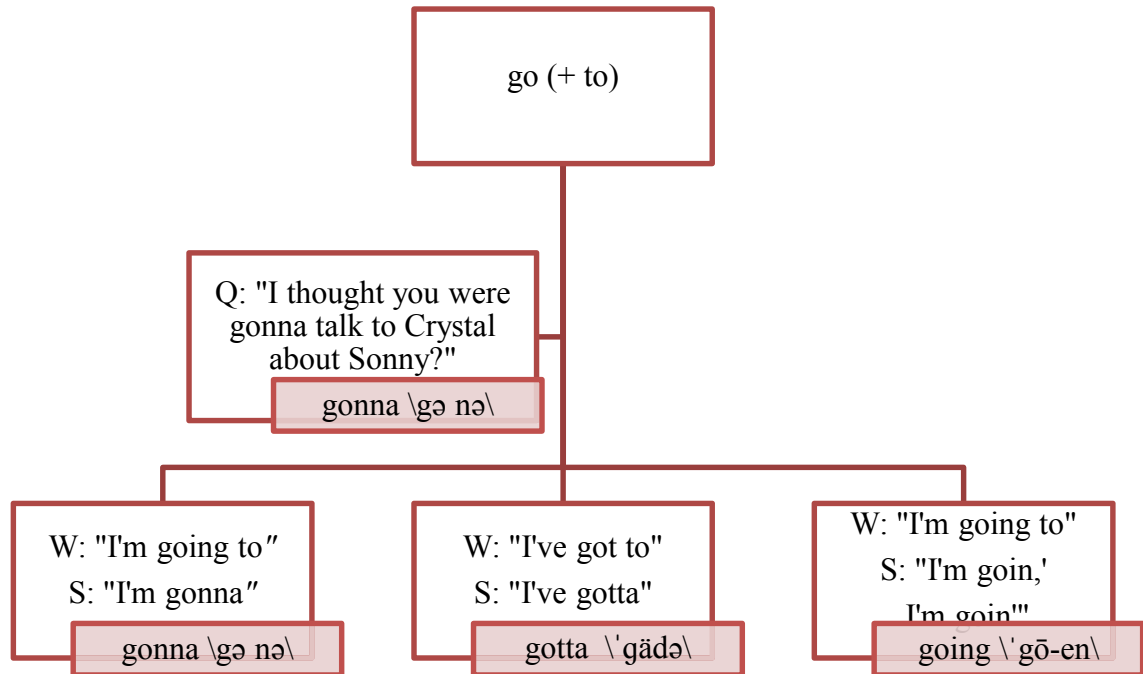 go (+ to)
Q: "I thought you were
gonna talk to Crystal
about Sonny?"
gonna \gə nə\
W: "I'm going to"
S: "I'm gonna"
gonna \gə nə\
W: "I've got to"
S: "I've gotta"
gotta \ˈgädə\
W: "I'm going to"
S: "I'm goin,'
I'm goin'"
going \ˈgō-en\